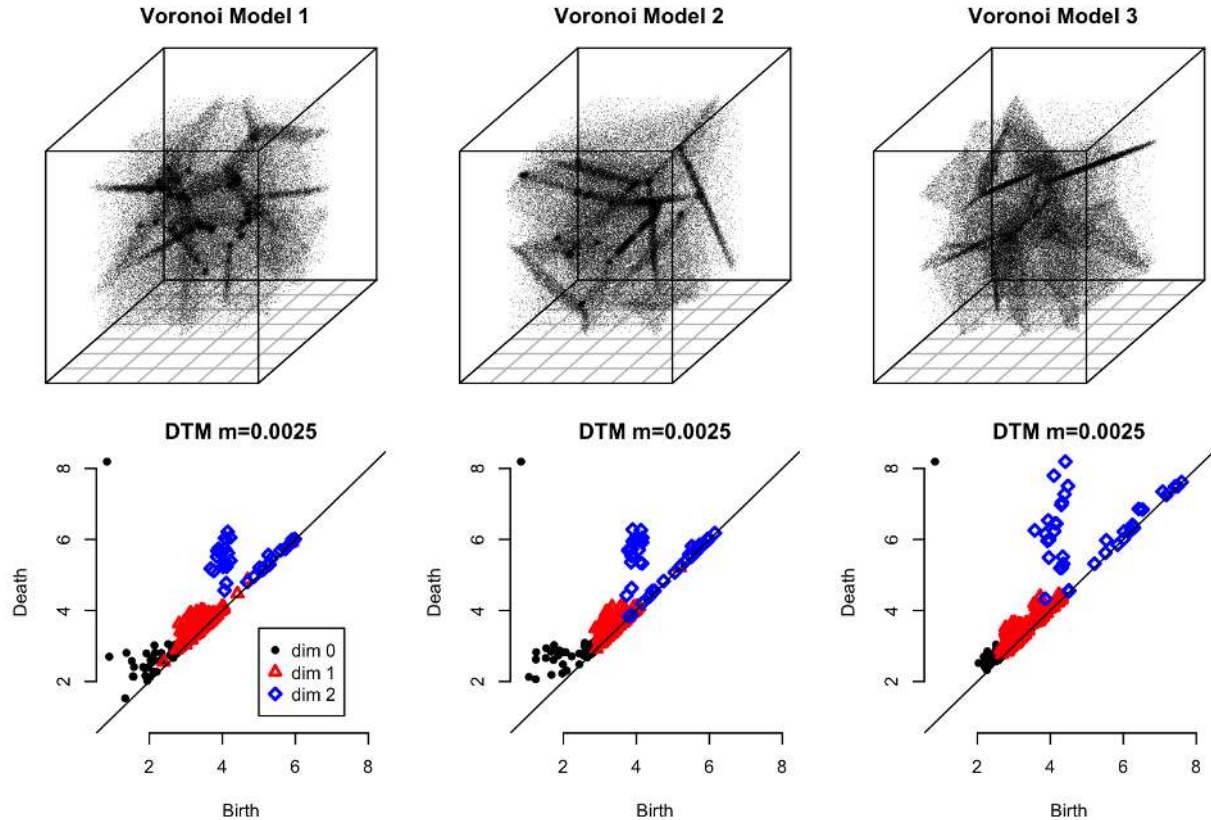 Voronoi Model 1
Voronoi Model 2
Voronoi Model 3
DTM m=0.0025
8
6
4
2
Death
dim 0
dim 1
dim 2
2 4 6 8
Birth
DTM m=0.0025
8
6
4
2
Death
2 4 6 8
Birth
DTM m=0.0025
8
6
4
2
Death
2 4 6 8
Birth